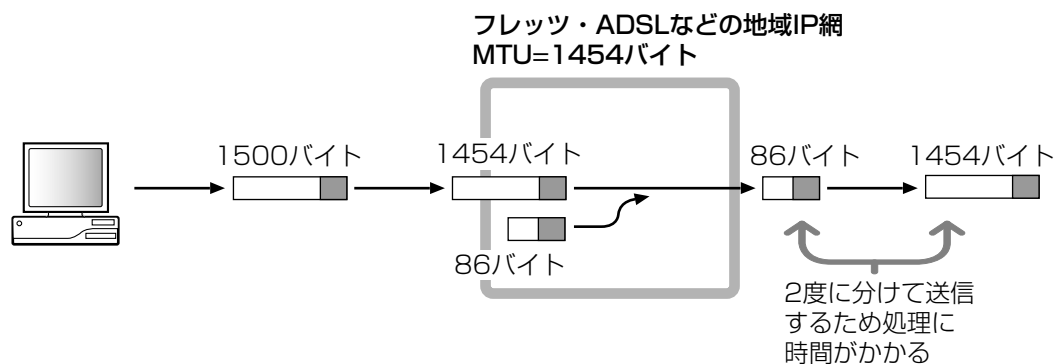 フレッツ・ADSLなどの地域IP網
MTU=1454バイト
1500バイト
1454バイト
86バイト
86バイト
1454バイト
2度に分けて送信
するため処理に
時間がかかる